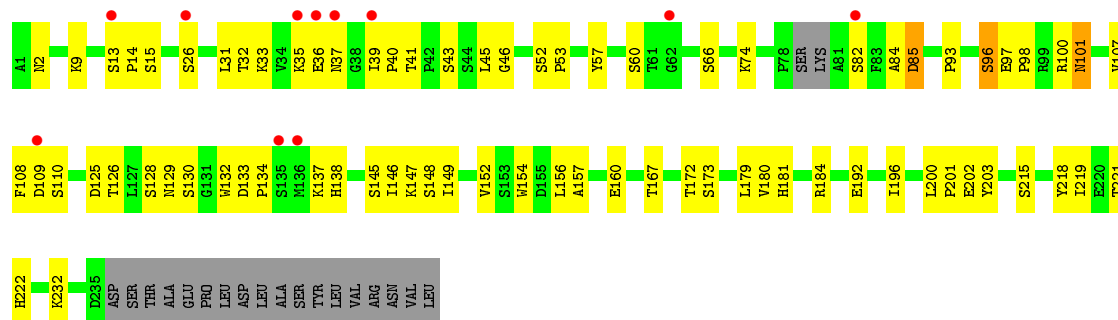 A1 N2 K9 S13 P14 S15 S26 L31 T32 K33 V34 K35 E36 N37 G38 I39 P40 T41 P42 S43 S44 L45 G46 S52 P53 Y57 S60 T61 G62 S66 K74 P78 SER LYS A81 S82 F83 A84 D85 P93 S96 E97 P98 R99 R100 N101
F108 D109 S110 D125 T126 L127 S128 N129 S130 G131 W132 D133 P134 S135 M136 K137 H138 S145 I146 K147 S148 I149 V152 S153 W154 D155 L156 A157 E160 T167 T172 S173 L179 V180 H181 R184 E192 I196 L200 P201 E202 Y203 S215 Y218 I219 E220
H222 K232 D235 ASP SER THR ALA GLU PRO LEU ASP LEU ALA SER TYR LEU VAL ARG ASN VAL LEU